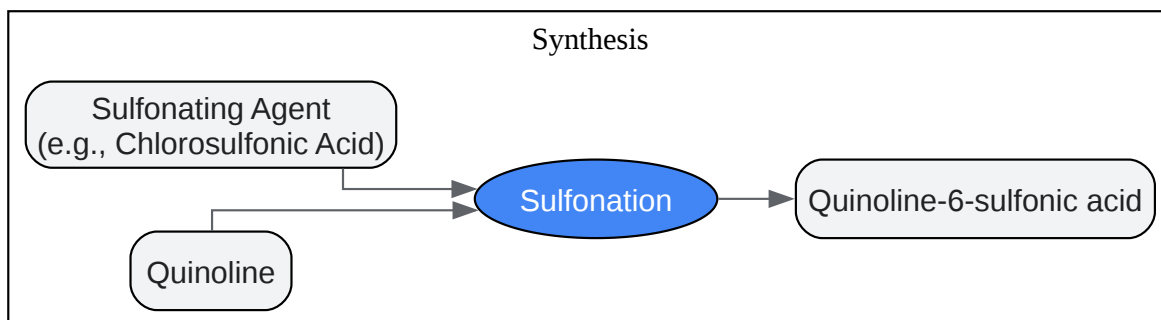 Synthesis
Sulfonating Agent
(e.g., Chlorosulfonic Acid)
Sulfonation
Quinoline-6-sulfonic acid
Quinoline